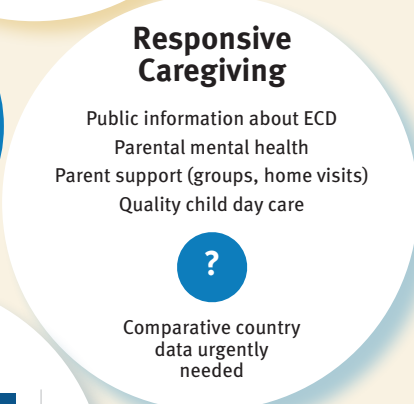 Responsive
Caregiving
Public information about ECD
Parental mental health
Parent support (groups, home visits)
Quality child day care
?
Comparative country
data urgently
needed